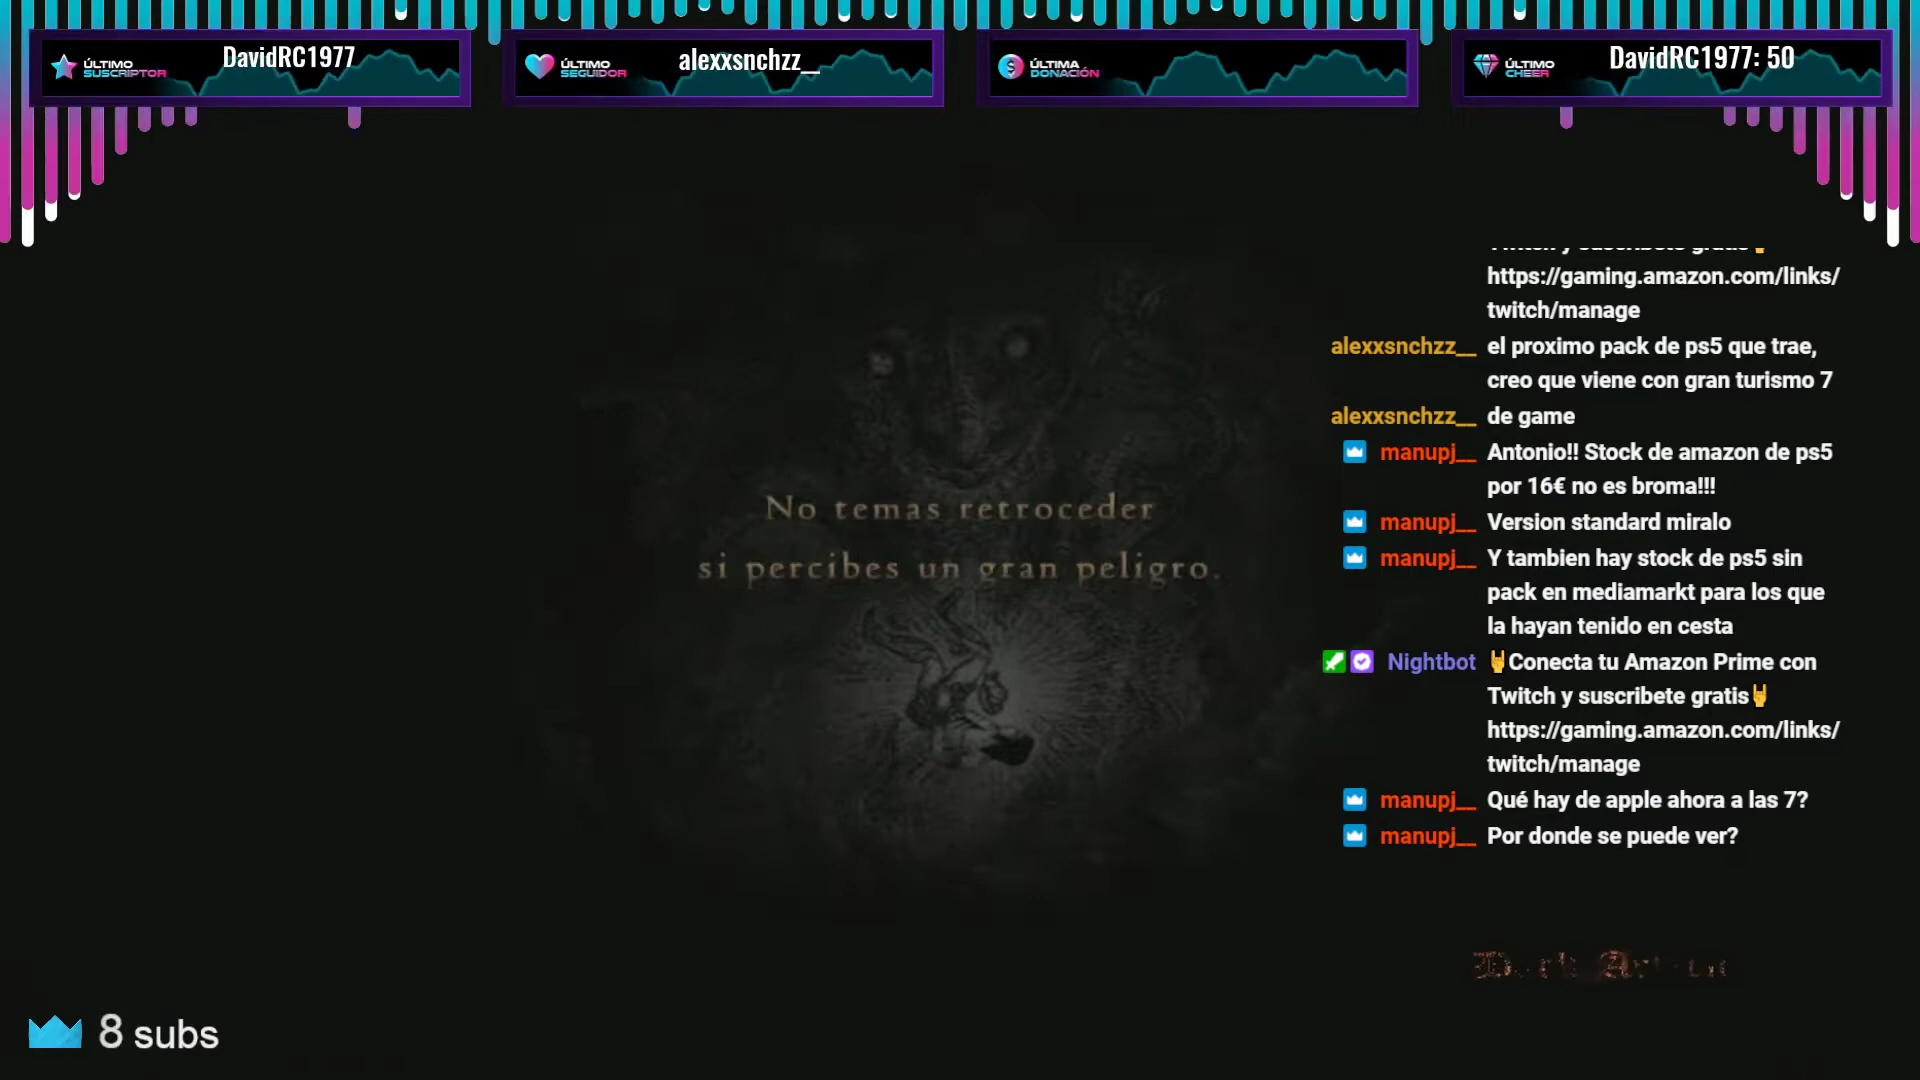 ÚLTIMO
SUSCRIPTOR
DavidRC1977
ÚLTIMO
SEGUIDOR
alexxsnchzz__
ÚLTIMA
DONACIÓN
ÚLTIMO
CHEER
DavidRC1977: 50
Twitch y suscribete gratis🤘
https://gaming.amazon.com/links/
twitch/manage
alexxsnchzz__ el proximo pack de ps5 que trae,
creo que viene con gran turismo 7
alexxsnchzz__ de game
manupj__ Antonio!! Stock de amazon de ps5
por 16€ no es broma!!!
manupj__ Version standard miralo
manupj__ Y tambien hay stock de ps5 sin
pack en mediamarkt para los que
la hayan tenido en cesta
Nightbot 🤘Conecta tu Amazon Prime con
Twitch y suscribete gratis🤘
https://gaming.amazon.com/links/
twitch/manage
manupj__ Qué hay de apple ahora a las 7?
manupj__ Por donde se puede ver?
No temas retroceder
si percibes un gran peligro.
8 subs